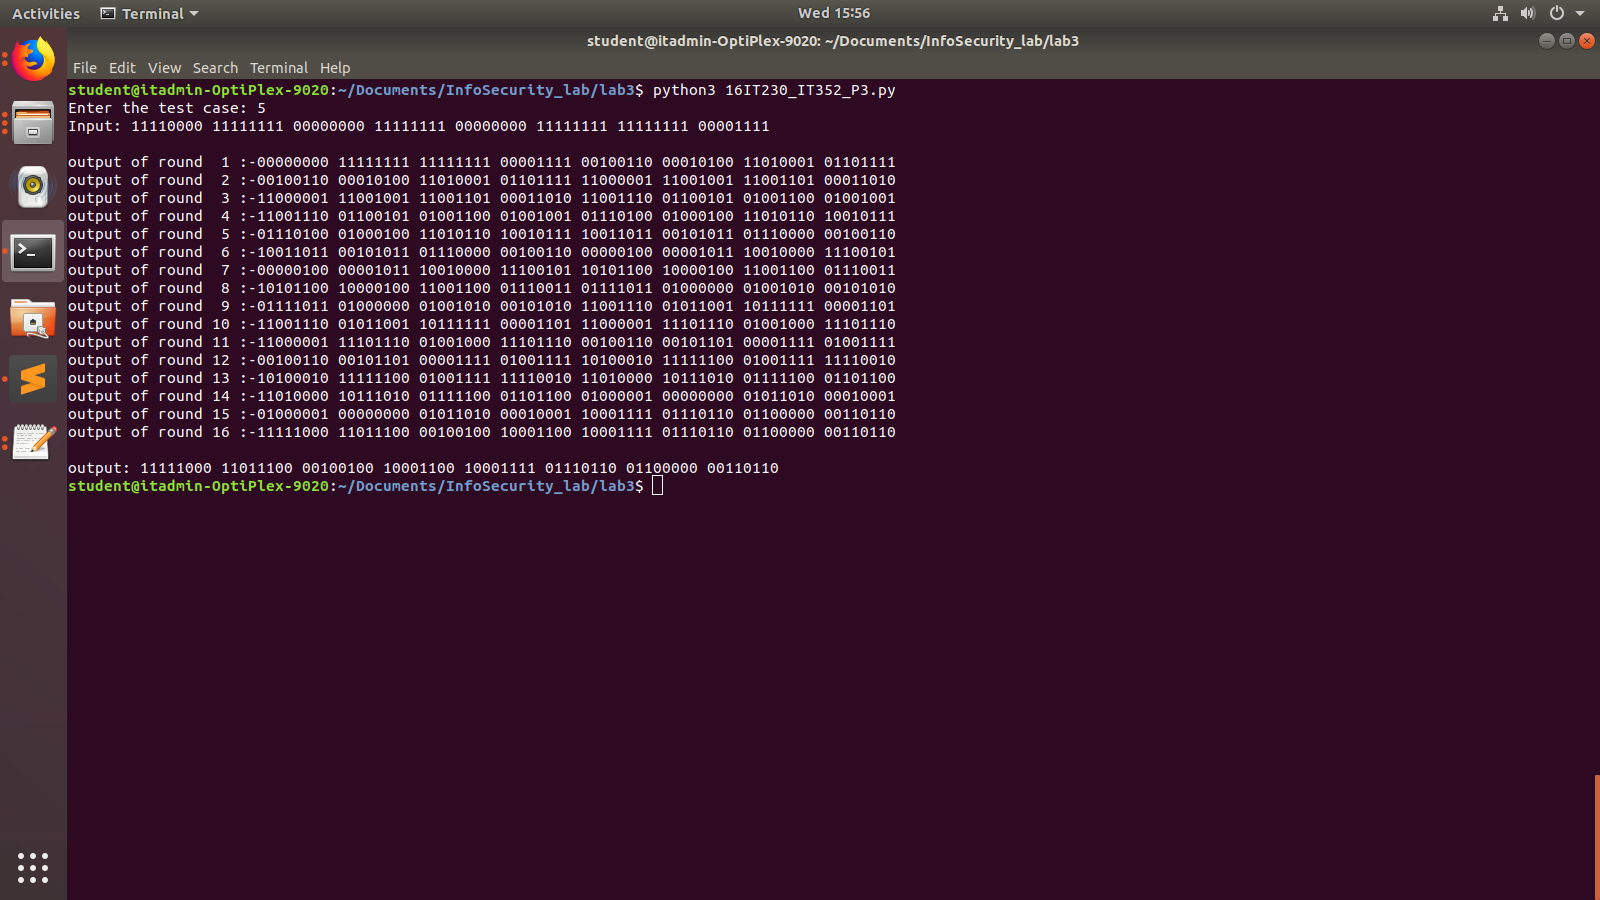 Activities Terminal Wed 15:56
student@itadmin-OptiPlex-9020: ~/Documents/InfoSecurity_lab/lab3
File Edit View Search Terminal Help
student@itadmin-OptiPlex-9020:~/Documents/InfoSecurity_lab/lab3$ python3 16IT230_IT352_P3.py
Enter the test case: 5
Input: 11110000 11111111 00000000 11111111 00000000 11111111 11111111 00001111
output of round  1 :-00000000 11111111 11111111 00001111 00100110 00010100 11010001 01101111
output of round  2 :-00100110 00010100 11010001 01101111 11000001 11001001 11001101 00011010
output of round  3 :-11000001 11001001 11001101 00011010 11001110 01100101 01001100 01001001
output of round  4 :-11001110 01100101 01001100 01001001 01110100 01000100 11010110 10010111
output of round  5 :-01110100 01000100 11010110 10010111 10011011 00101011 01110000 00100110
output of round  6 :-10011011 00101011 01110000 00100110 00000100 00001011 10010000 11100101
output of round  7 :-00000100 00001011 10010000 11100101 10101100 10000100 11001100 01110011
output of round  8 :-10101100 10000100 11001100 01110011 01111011 01000000 01001010 00101010
output of round  9 :-01111011 01000000 01001010 00101010 11001110 01011001 10111111 00001101
output of round 10 :-11001110 01011001 10111111 00001101 11000001 11101110 01001000 11101110
output of round 11 :-11000001 11101110 01001000 11101110 00100110 00101101 00001111 01001111
output of round 12 :-00100110 00101101 00001111 01001111 10100010 11111100 01001111 11110010
output of round 13 :-10100010 11111100 01001111 11110010 11010000 10111010 01111100 01101100
output of round 14 :-11010000 10111010 01111100 01101100 01000001 00000000 01011010 00010001
output of round 15 :-01000001 00000000 01011010 00010001 10001111 01110110 01100000 00110110
output of round 16 :-11111000 11011100 00100100 10001100 10001111 01110110 01100000 00110110
output: 11111000 11011100 00100100 10001100 10001111 01110110 01100000 00110110
student@itadmin-OptiPlex-9020:~/Documents/InfoSecurity_lab/lab3$